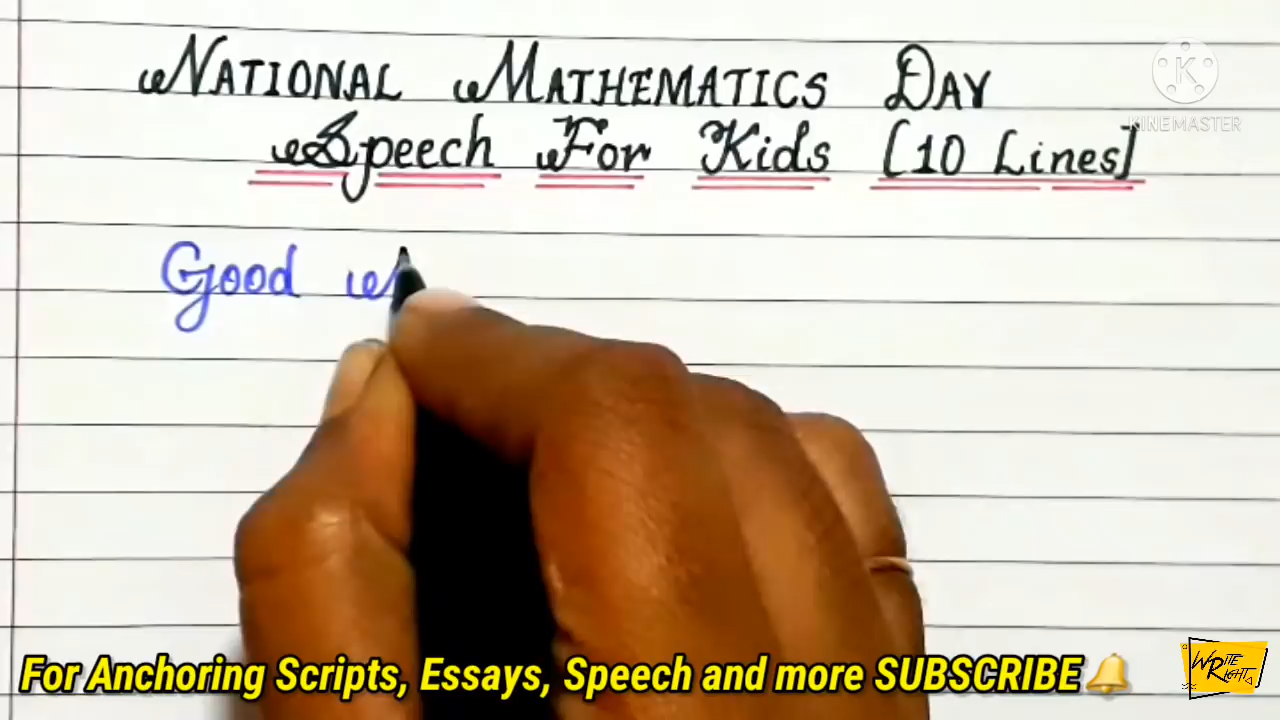 NATIONAL MATHEMATICS DAY
Speech For Kids [10 Lines]
KINEMASTER
Good
For Anchoring Scripts, Essays, Speech and more SUBSCRIBE
WRITE RIGHT